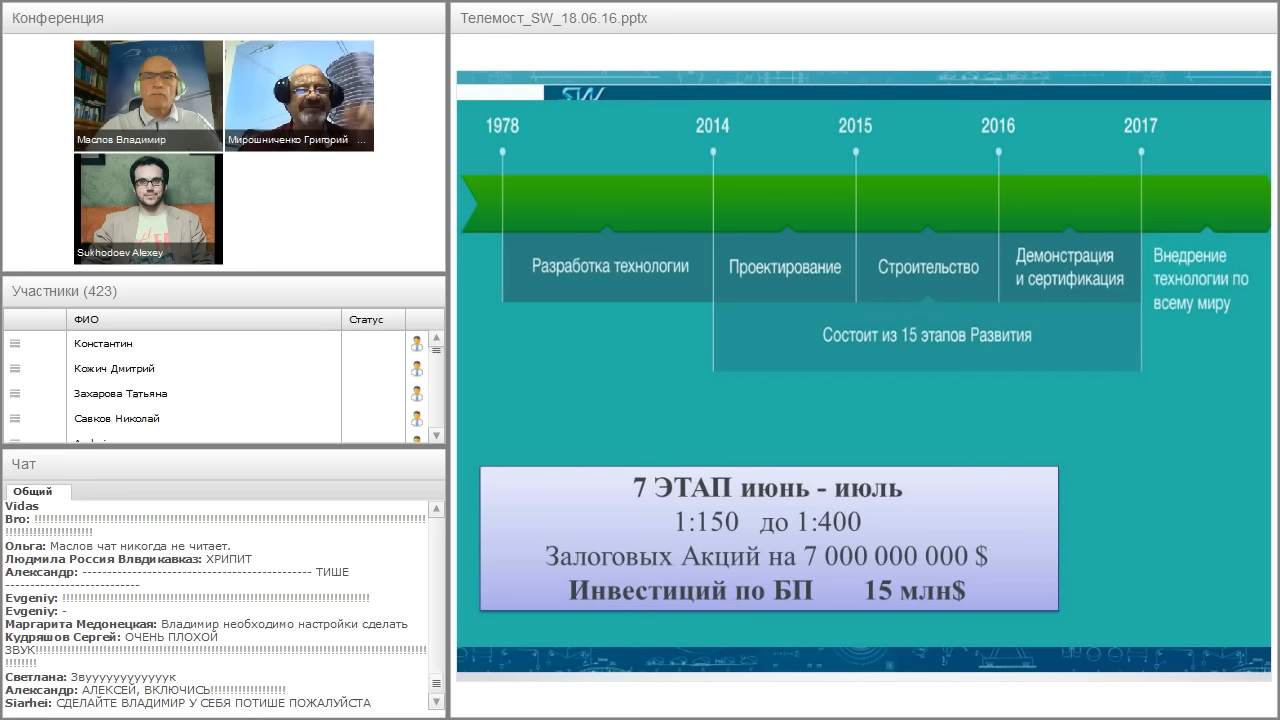 Конференция
Маслов Владимир
Мирошниченко Григорий ...
Sukhodoev Alexey
Участники (423)
ФИО Статус
Константин
Кожич Дмитрий
Захарова Татьяна
Савков Николай
Чат
Общий
Vidas
Bro: !!!!!!!!!!!!!!!!!!!!!!!!!!!!!!!!!!!!!!!!!!!!!!!!!!!!!!!!!!!!!!!!!!!!!!!!!!!!!!!!!!!!!!!!!!!!!!!!!!
!!!!!!!!!!!!!!!!!!!!!!
Ольга: Маслов чат никогда не читает.
Людмила Россия Влвдикавказ: ХРИПИТ
Александр: --------------------------------------------- ТИШЕ
--------------------------
Evgeniy: !!!!!!!!!!!!!!!!!!!!!!!!!!!!!!!!!!!!!!!!!!!!!!!!!!!!!!!!!!!!!!!!!!!!!!!!!!!!!
Evgeniy: -
Маргарита Медонецкая: Владимир необходимо настройки сделать
Кудряшов Сергей: ОЧЕНЬ ПЛОХОЙ
ЗВУК!!!!!!!!!!!!!!!!!!!!!!!!!!!!!!!!!!!!!!!!!!!!!!!!!!!!!!!!!!!!!!!!!!!!!!!!!!!!!!!!!!!!!!!!!!!!!!!!!!
!!!!!!!!
Светлана: Звууууууууууук
Александр: АЛЕКСЕЙ, ВКЛЮЧИСЬ!!!!!!!!!!!!!!!!!!!
Siarhei: СДЕЛАЙТЕ ВЛАДИМИР У СЕБЯ ПОТИШЕ ПОЖАЛУЙСТА
Телемост_SW_18.06.16.pptx
SW
1978 2014 2015 2016 2017
Разработка технологии
Проектирование
Строительство
Демонстрация
и сертификация
Внедрение
технологии по
всему миру
Состоит из 15 этапов Развития
7 ЭТАП июнь - июль
1:150 до 1:400
Залоговых Акций на 7 000 000 000 $
Инвестиций по БП 15 млн$